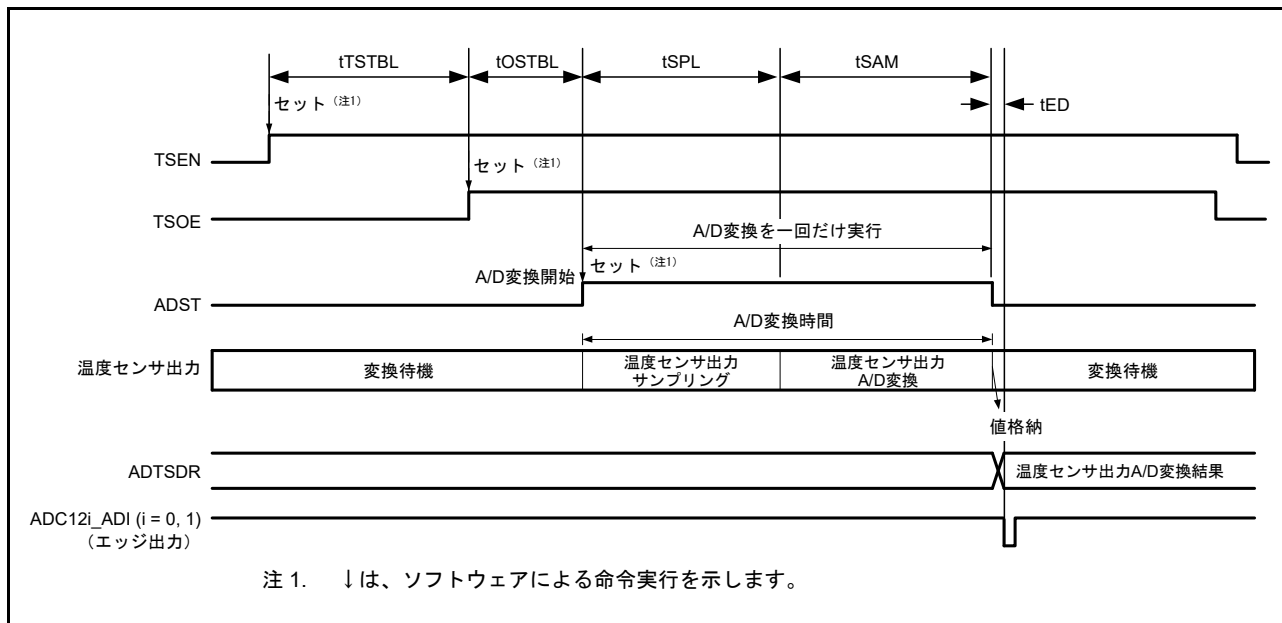 tTSTBL tOSTBL tSPL tSAM
tED
セット（注1）
TSEN
セット（注1）
TSOE
A/D変換を一回だけ実行
A/D変換開始 セット（注1）
ADST
A/D変換時間
温度センサ出力 変換待機 温度センサ出力 サンプリング 温度センサ出力 A/D変換 変換待機
値格納
ADTSDR 温度センサ出力A/D変換結果
ADC12i_ADI (i = 0, 1)
（エッジ出力）
注 1. ↓は、ソフトウェアによる命令実行を示します。